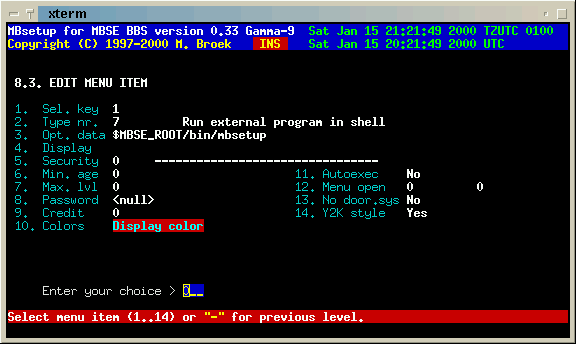 xterm
MBsetup for MBSE BBS version 0.33 Gamma-9 Sat Jan 15 21:21:49 2000 TZUTC 0100
Copyright (C) 1997-2000 M. Broek INS Sat Jan 15 20:21:49 2000 UTC
8.3. EDIT MENU ITEM
1. Sel. key 1
2. Type nr. 7 Run external program in shell
3. Opt. data $MBSE_ROOT/bin/mbsetup
4. Display
5. Security 0 --------------------------------
6. Min. age 0 11. Autoexec No
7. Max. lvl 0 12. Menu open 0 0
8. Password <null> 13. No door.sys No
9. Credit 0 14. Y2K style Yes
10. Colors Display color
Enter your choice > 0__
Select menu item (1..14) or "-" for previous level.